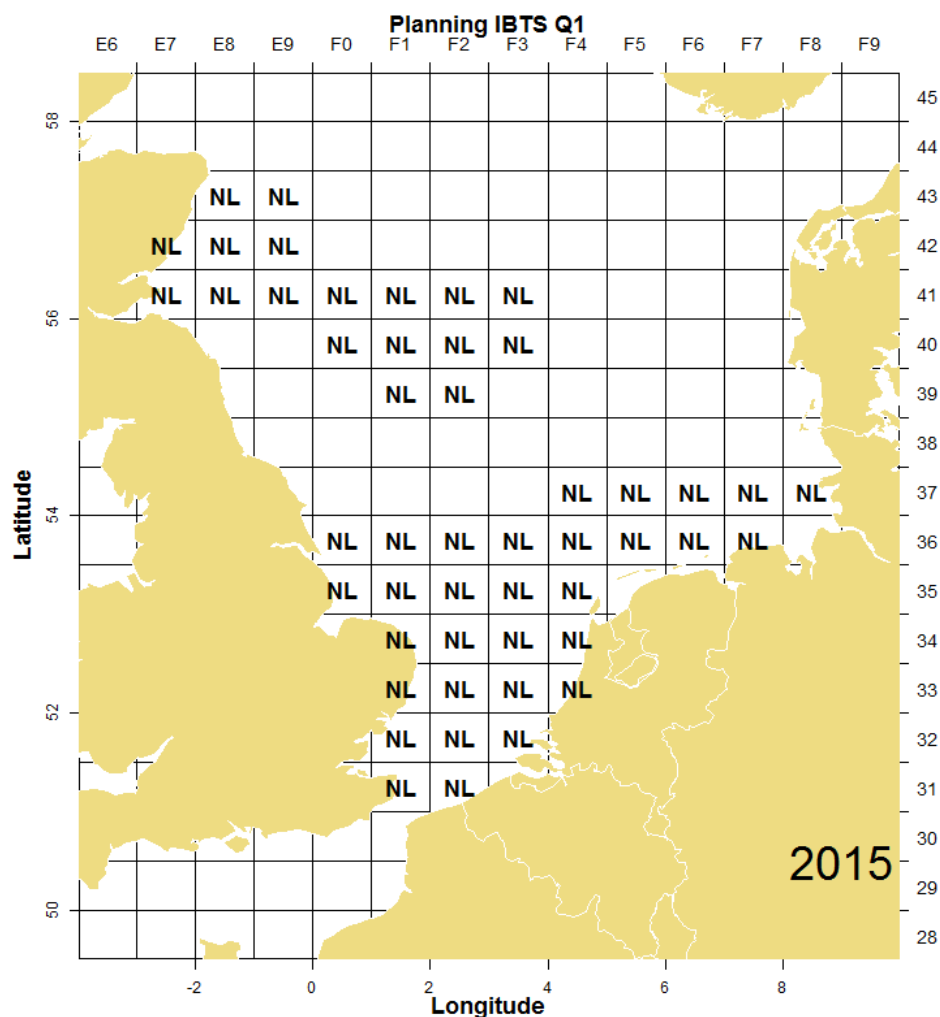 Planning IBTS Q1
E6 E7 E8 E9 F0 F1 F2 F3 F4 F5 F6 F7 F8 F9
45
58
44
NL NL 43
NL NL NL 42
NL NL NL NL NL NL NL 41
56
NL NL NL NL 40
NL NL 39
38
NL NL NL NL NL 37
54
NL NL NL NL NL NL NL NL 36
NL NL NL NL NL 35
NL NL NL NL 34
NL NL NL NL 33
52
NL NL NL 32
NL NL 31
30
2015
29
50
28
Latitude
-2 0 2 4 6 8
Longitude